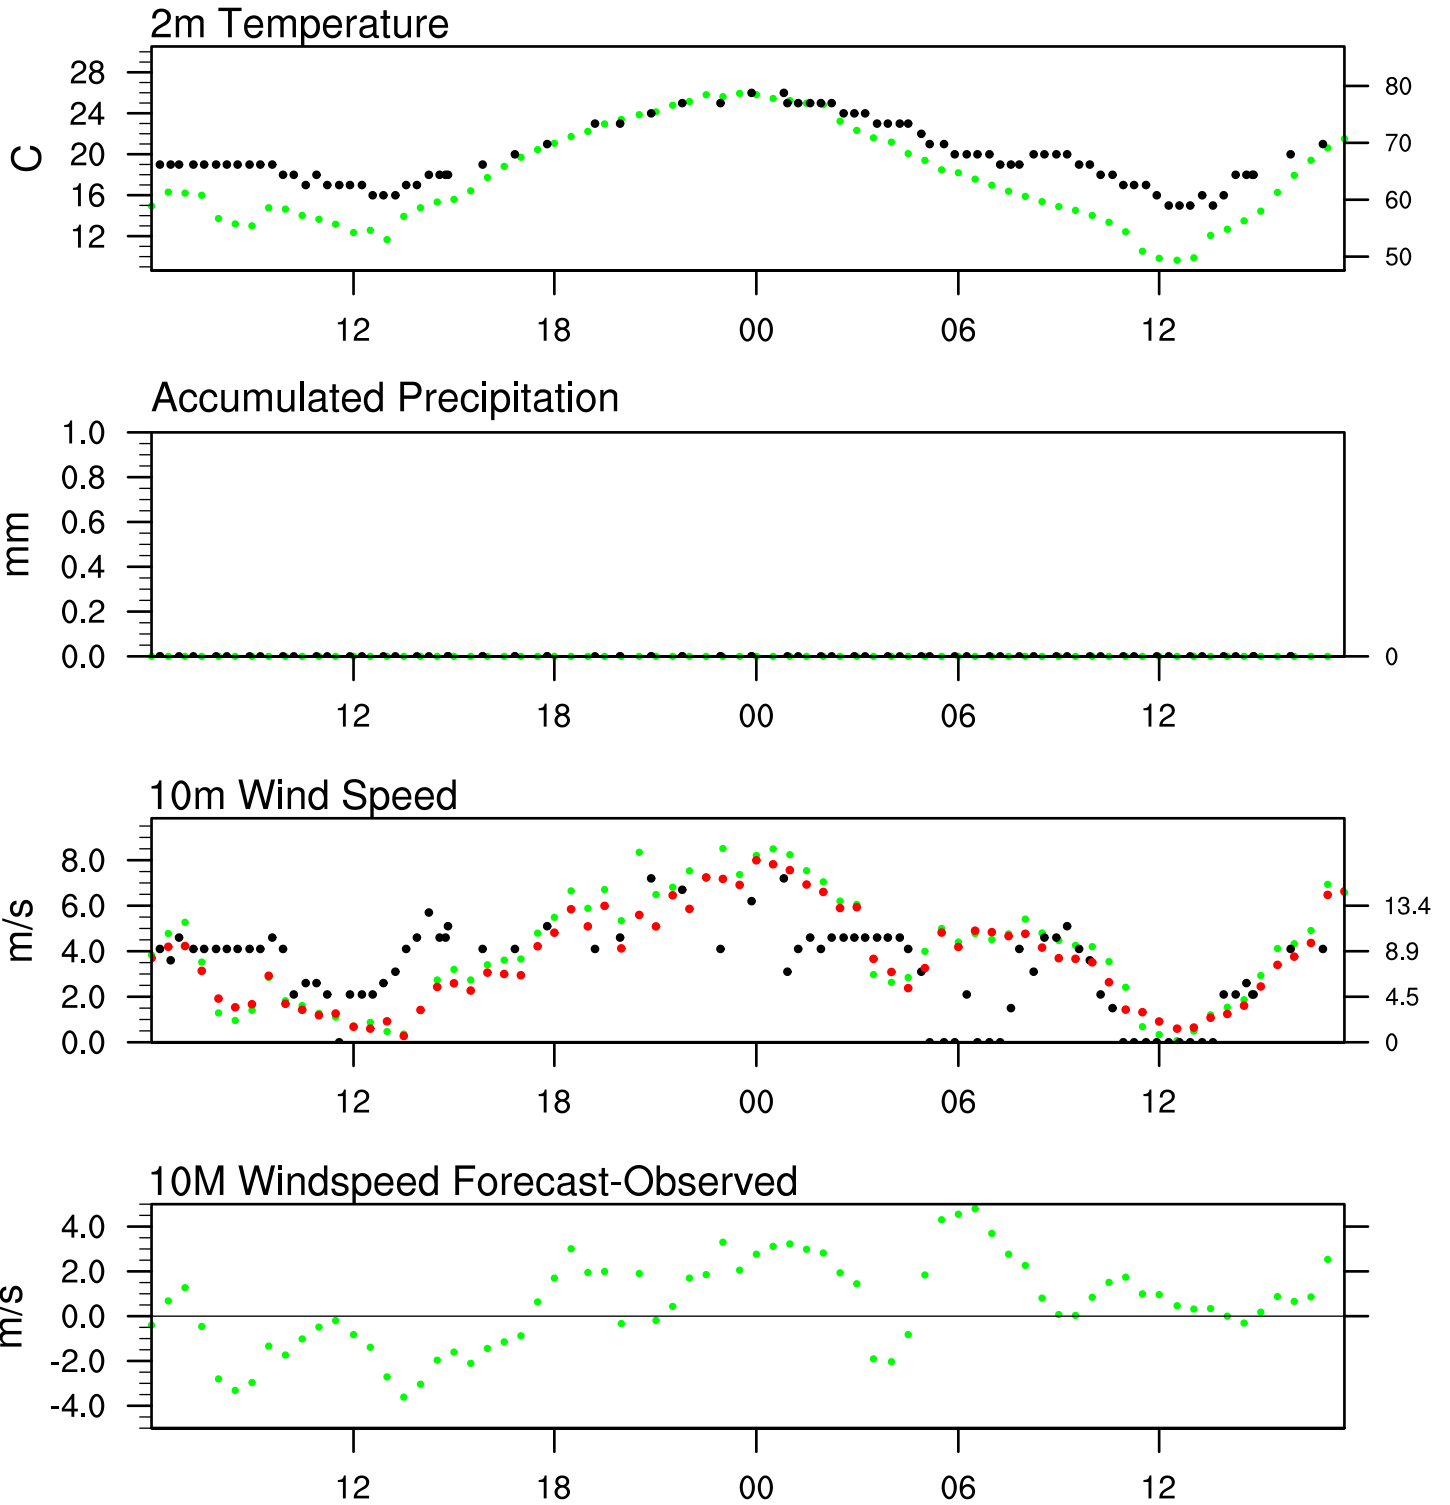 2m Temperature
28
24
20
16
12
C
80
70
60
50
12 18 00 06 12
Accumulated Precipitation
1.0
0.8
0.6
0.4
0.2
0.0
mm
0
12 18 00 06 12
10m Wind Speed
8.0
6.0
4.0
2.0
0.0
m/s
13.4
8.9
4.5
0
12 18 00 06 12
10M Windspeed Forecast-Observed
4.0
2.0
0.0
-2.0
-4.0
m/s
12 18 00 06 12